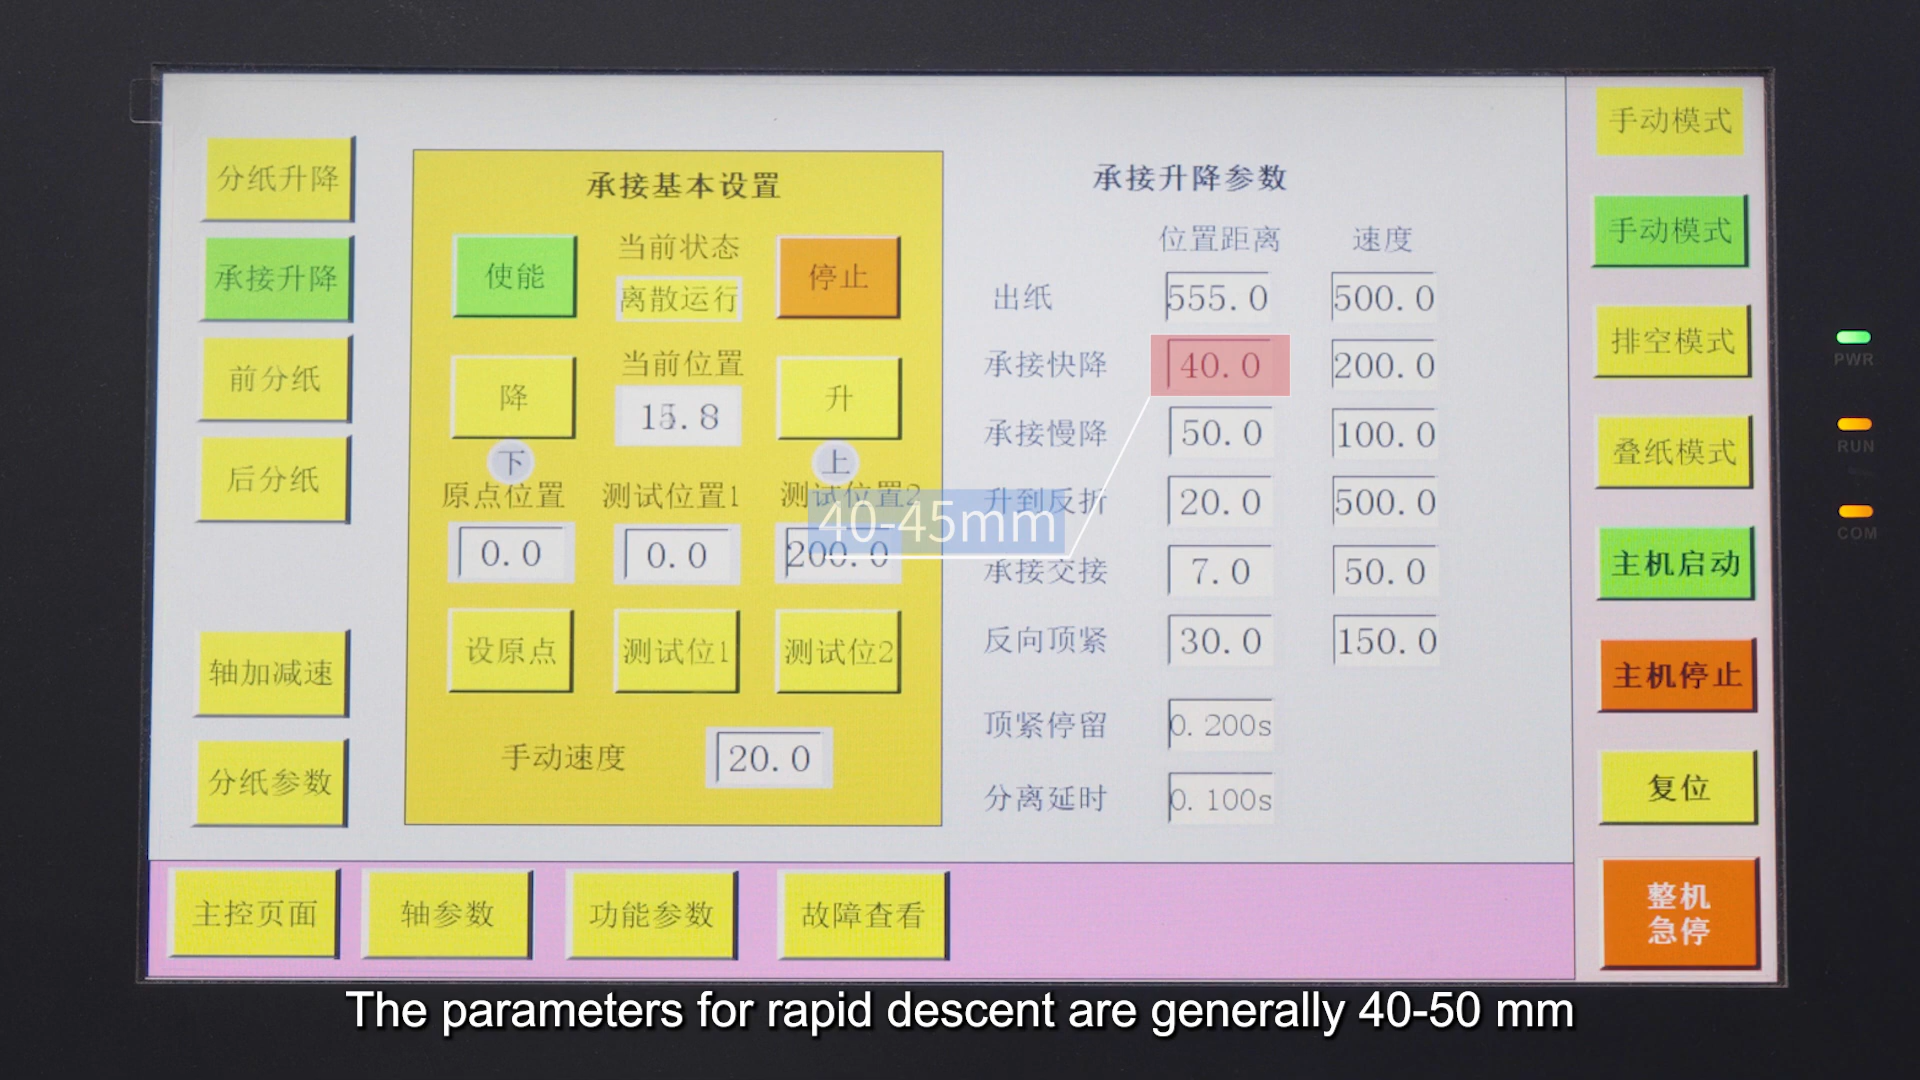 分纸升降
承接升降
前分纸
后分纸
轴加减速
分纸参数
承接基本设置
使能
当前状态
离散运行
停止
降
当前位置
15.8
升
下
上
原点位置 测试位置1 测试位置2
0.0 0.0 200.0
设原点 测试位1 测试位2
手动速度 20.0
承接升降参数
位置距离 速度
出纸 555.0 500.0
承接快降 40.0 200.0
承接慢降 50.0 100.0
升到反折 20.0 500.0
承接交接 7.0 50.0
反向顶紧 30.0 150.0
顶紧停留 0.200s
分离延时 0.100s
40-45mm
手动模式
手动模式
排空模式
叠纸模式
主机启动
主机停止
复位
整机
急停
PWR
RUN
COM
主控页面 轴参数 功能参数 故障查看
The parameters for rapid descent are generally 40-50 mm